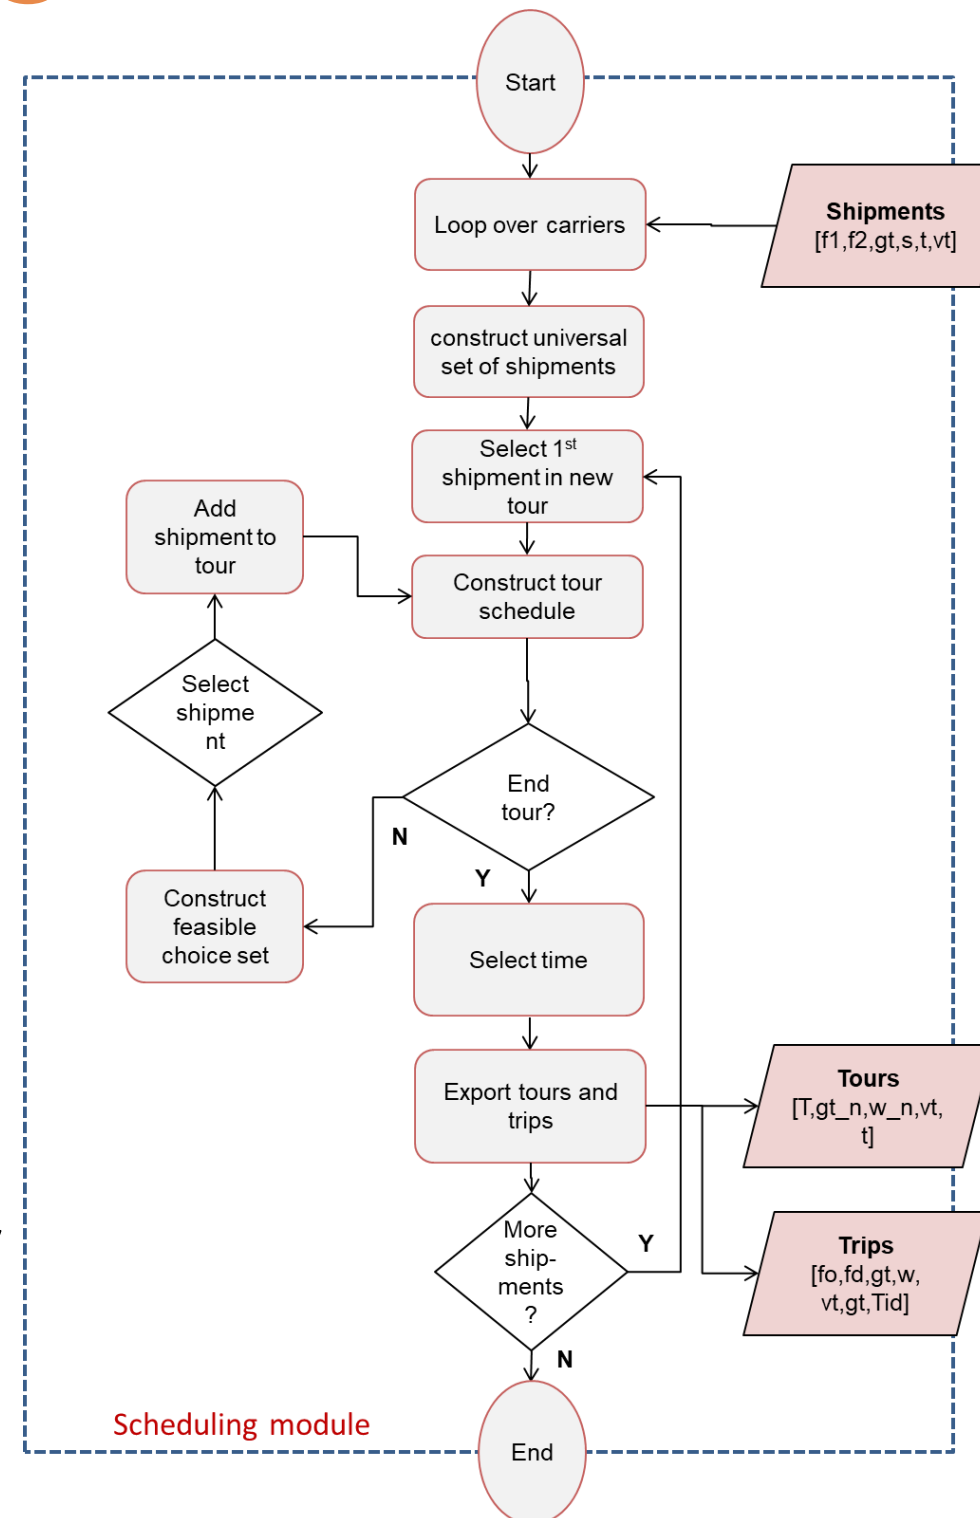 Start
Loop over carriers
Shipments
[f1,f2,gt,s,t,vt]
construct universal
set of shipments
Select 1st
shipment in new
tour
Add
shipment to
tour
Construct tour
schedule
Select
shipme
nt
End
tour?
N
Y
Construct
feasible
choice set
Select time
Export tours and
trips
Tours
[T,gt_n,w_n,vt,
t]
More
ship-
ments
?
Y
Trips
[fo,fd,gt,w,
vt,gt,Tid]
N
Scheduling module
End